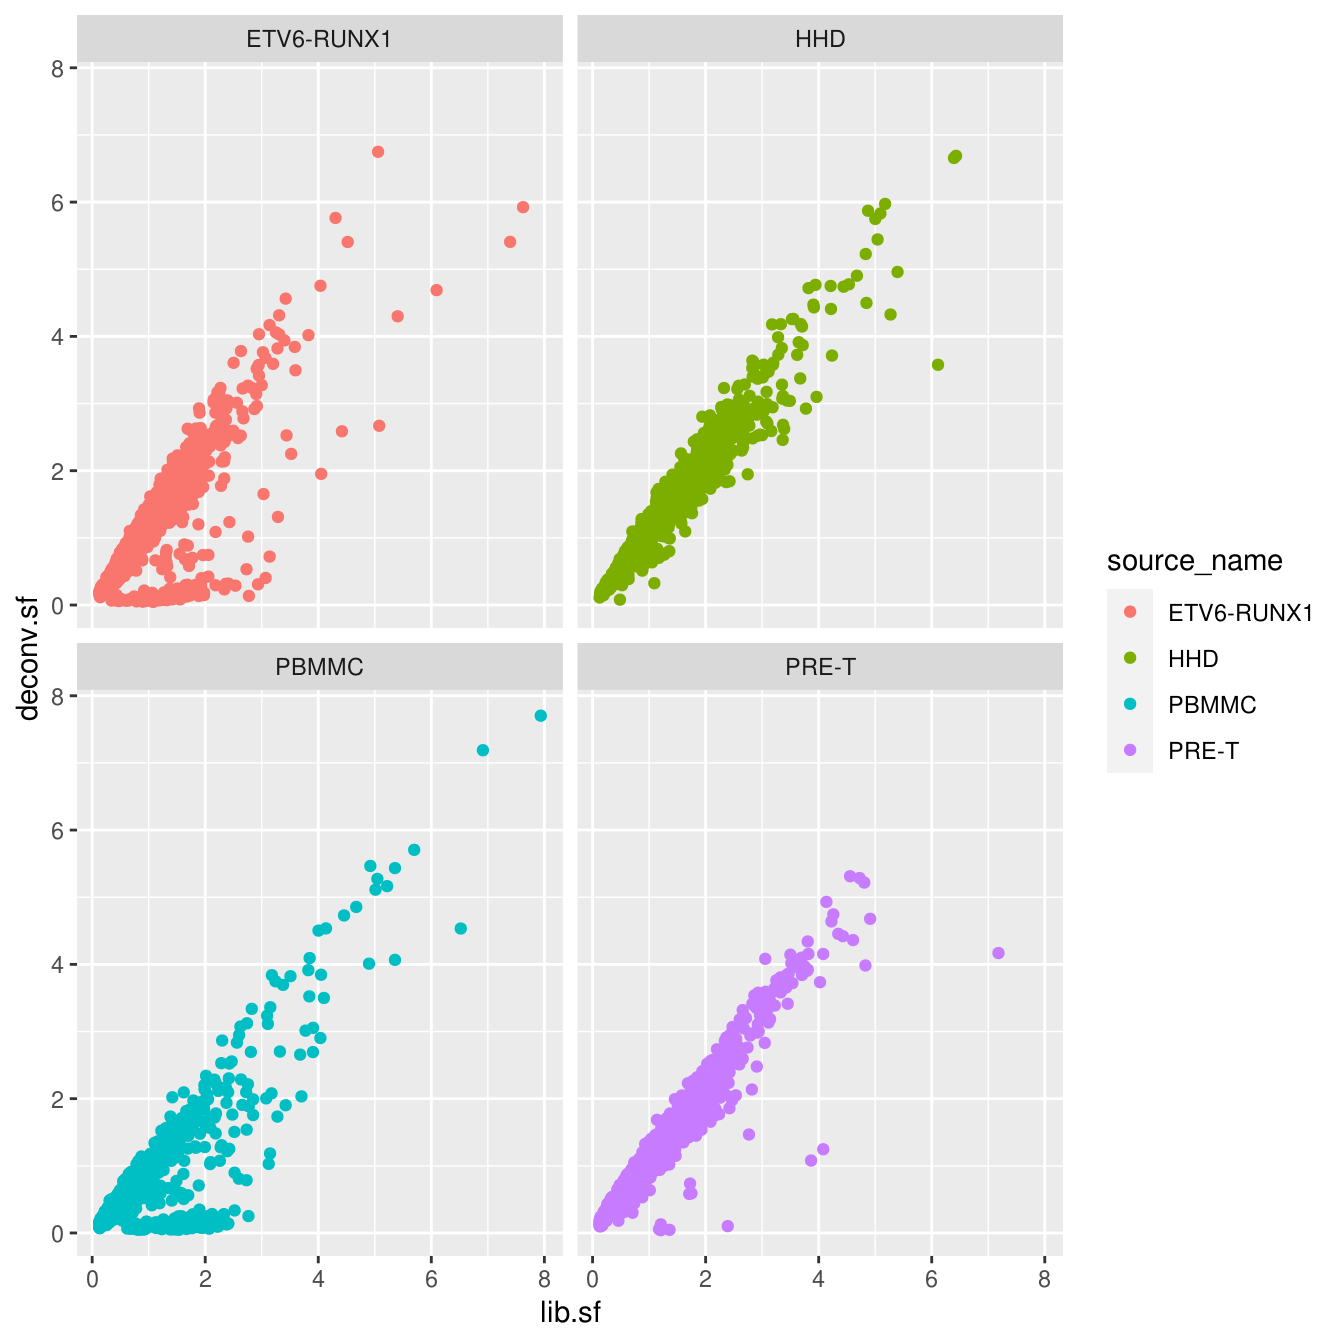 ETV6-RUNX1 HHD
8
6
4
2
0
PBMMC PRE-T
8
6
4
2
0
0 2 4 6 8 0 2 4 6 8
lib.sf
deconv.sf
source_name
ETV6-RUNX1
HHD
PBMMC
PRE-T